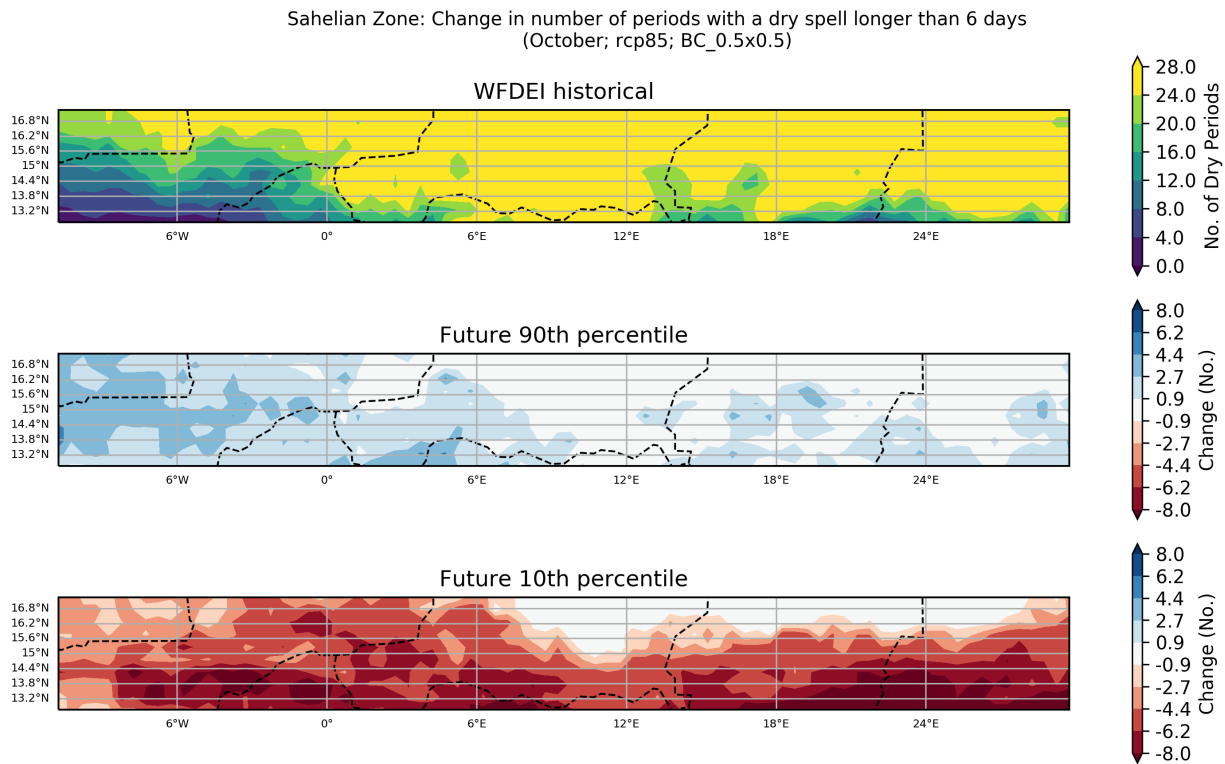 Sahelian Zone: Change in number of periods with a dry spell longer than 6 days
(October; rcp85; BC_0.5x0.5)
WFDEI historical
16.8°N
16.2°N
15.6°N
15°N
14.4°N
13.8°N
13.2°N
6°W
0°
6°E
12°E
18°E
24°E
28.0
24.0
20.0
16.0
12.0
8.0
4.0
0.0
No. of Dry Periods
Future 90th percentile
16.8°N
16.2°N
15.6°N
15°N
14.4°N
13.8°N
13.2°N
6°W
0°
6°E
12°E
18°E
24°E
8.0
6.2
4.4
2.7
0.9
-0.9
-2.7
-4.4
-6.2
-8.0
Change (No.)
Future 10th percentile
16.8°N
16.2°N
15.6°N
15°N
14.4°N
13.8°N
13.2°N
6°W
0°
6°E
12°E
18°E
24°E
8.0
6.2
4.4
2.7
0.9
-0.9
-2.7
-4.4
-6.2
-8.0
Change (No.)